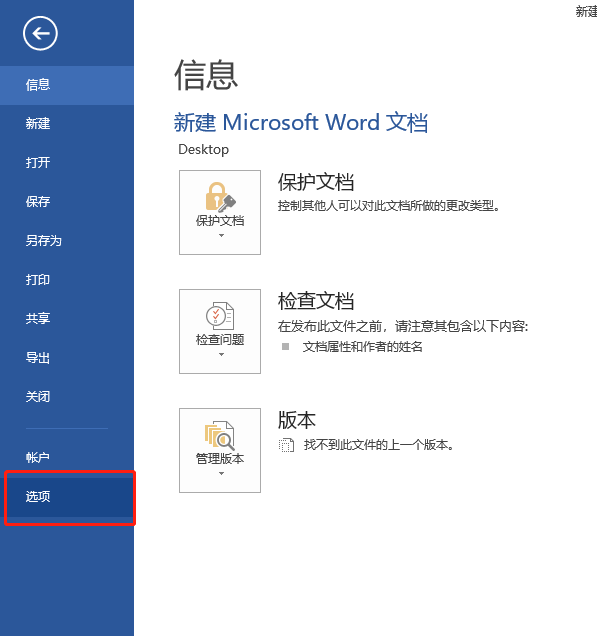 新建
信息
新建
打开
保存
另存为
打印
共享
导出
关闭
帐户
选项
信息
新建 Microsoft Word 文档
Desktop
保护文档
保护文档
控制其他人可以对此文档所做的更改类型。
检查问题
检查文档
在发布此文件之前，请注意其包含以下内容:
文档属性和作者的姓名
管理版本
版本
找不到此文件的上一个版本。